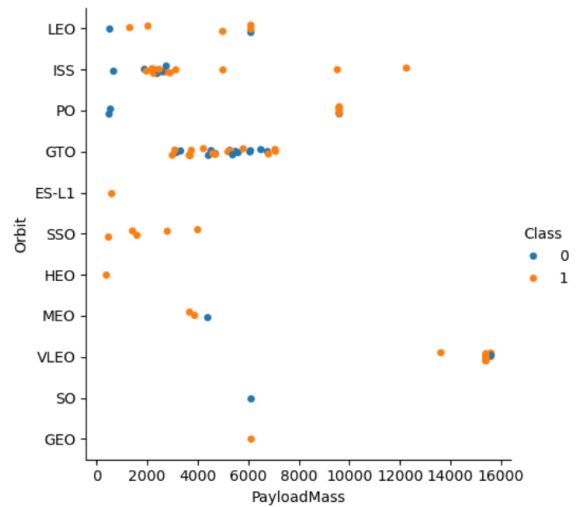 LEO
ISS
PO
GTO
ES-L1
SSO
HEO
MEO
VLEO
SO
GEO
Orbit
Class
0
1
0 2000 4000 6000 8000 10000 12000 14000 16000
PayloadMass